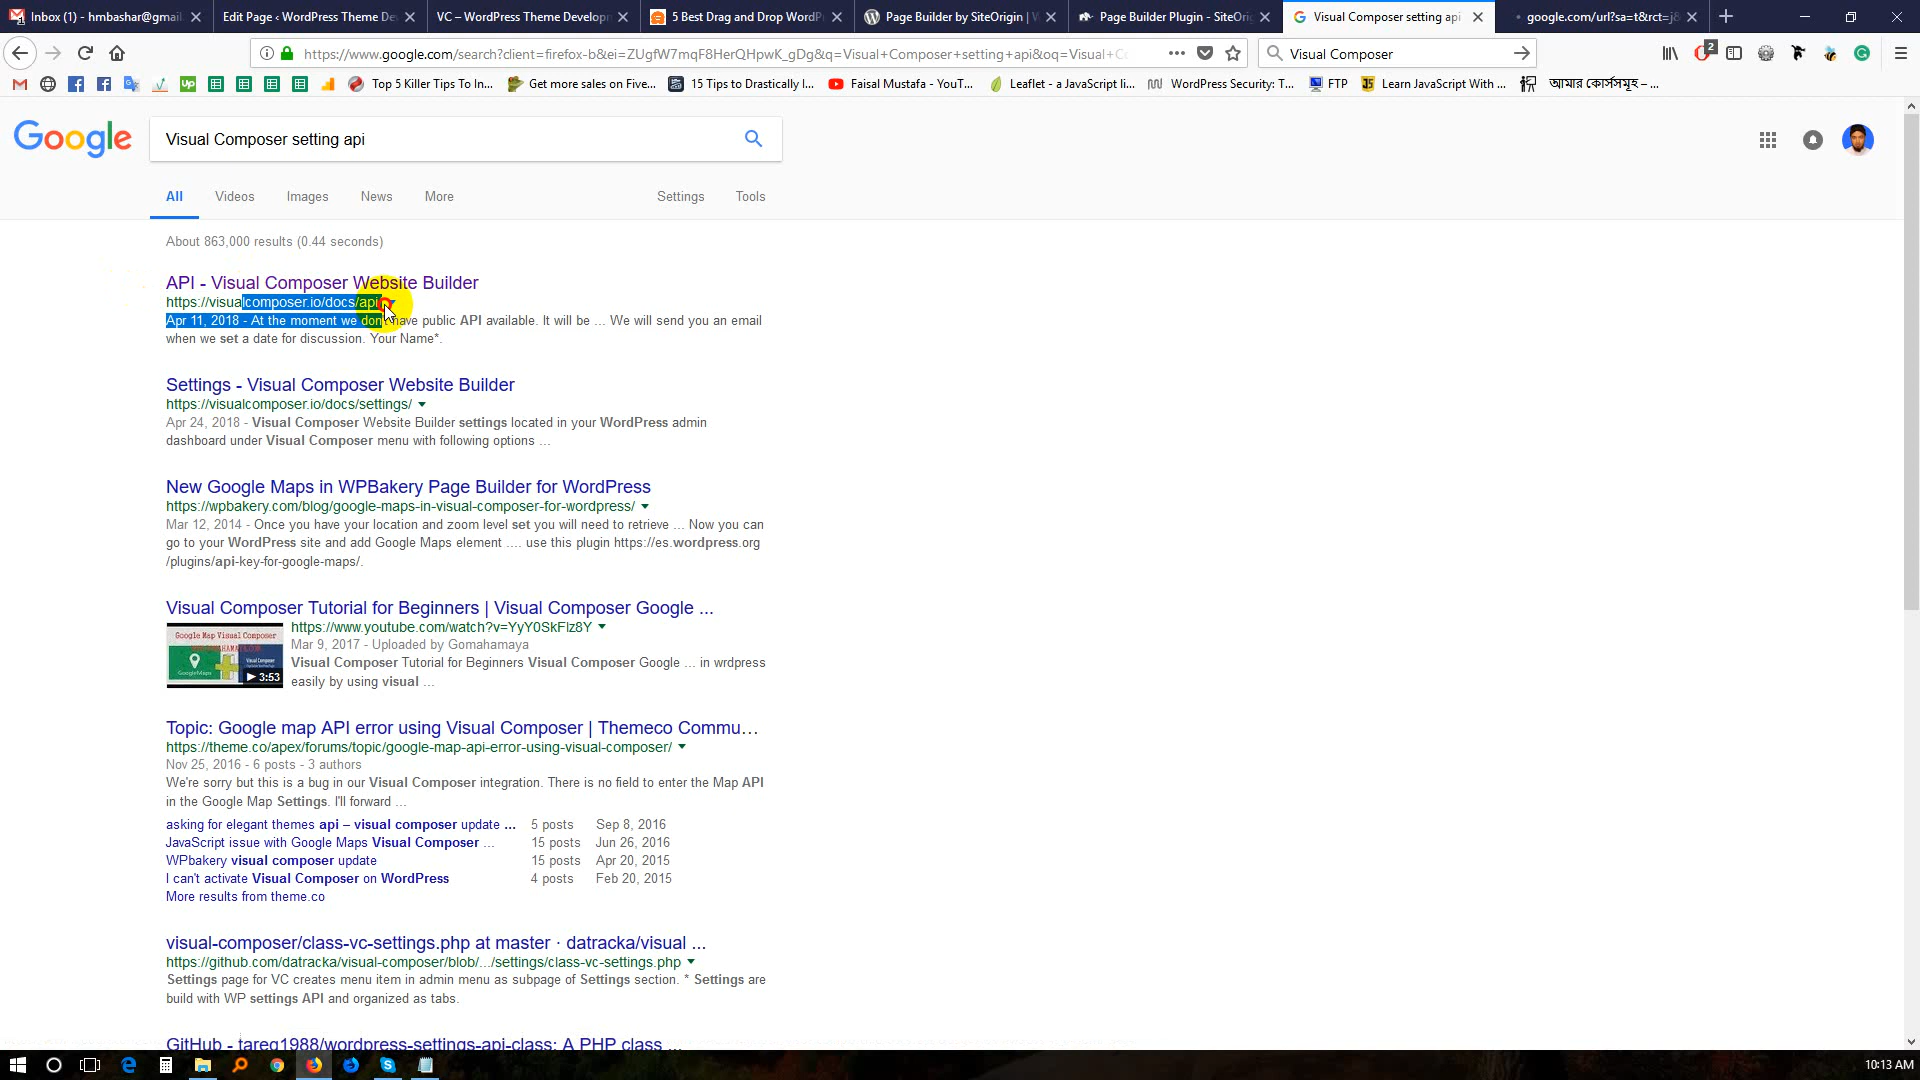 Inbox (1) - hmbashar@gmail
Edit Page ‹ WordPress Theme De
VC – WordPress Theme Developm
5 Best Drag and Drop WordP
Page Builder by SiteOrigin | W
Page Builder Plugin - SiteOri
Visual Composer setting api
google.com/url?sa=t&rct=j&
https://www.google.com/search?client=firefox-b&ei=ZUgfW7mqF8HerQHpwK_gDg&q=Visual+Composer+setting+api&oq=Visual+C
Visual Composer
2
Top 5 Killer Tips To In...
Get more sales on Five...
15 Tips to Drastically I...
Faisal Mustafa - YouT...
Leaflet - a JavaScript li...
WordPress Security: T...
FTP
Learn JavaScript With ...
আমার কোর্সসমূহ – ...
Google
Visual Composer setting api
All Videos Images News More Settings Tools
About 863,000 results (0.44 seconds)
API - Visual Composer Website Builder
https://visualcomposer.io/docs/api
Apr 11, 2018 - At the moment we don't have public API available. It will be ... We will send you an email
when we set a date for discussion. Your Name*.
Settings - Visual Composer Website Builder
https://visualcomposer.io/docs/settings/
Apr 24, 2018 - Visual Composer Website Builder settings located in your WordPress admin
dashboard under Visual Composer menu with following options ...
New Google Maps in WPBakery Page Builder for WordPress
https://wpbakery.com/blog/google-maps-in-visual-composer-for-wordpress/
Mar 12, 2014 - Once you have your location and zoom level set you will need to retrieve ... Now you can
go to your WordPress site and add Google Maps element .... use this plugin https://es.wordpress.org
/plugins/api-key-for-google-maps/.
Visual Composer Tutorial for Beginners | Visual Composer Google ...
Google Map Visual Composer
3:53
https://www.youtube.com/watch?v=YyY0SkFlz8Y
Mar 9, 2017 - Uploaded by Gomahamaya
Visual Composer Tutorial for Beginners Visual Composer Google ... in wrdpress
easily by using visual ...
Topic: Google map API error using Visual Composer | Themeco Commu...
https://theme.co/apex/forums/topic/google-map-api-error-using-visual-composer/
Nov 25, 2016 - 6 posts - 3 authors
We're sorry but this is a bug in our Visual Composer integration. There is no field to enter the Map API
in the Google Map Settings. I'll forward ...
asking for elegant themes api – visual composer update ... 5 posts Sep 8, 2016
JavaScript issue with Google Maps Visual Composer ... 15 posts Jun 26, 2016
WPbakery visual composer update 15 posts Apr 20, 2015
I can't activate Visual Composer on WordPress 4 posts Feb 20, 2015
More results from theme.co
visual-composer/class-vc-settings.php at master · datracka/visual ...
https://github.com/datracka/visual-composer/blob/.../settings/class-vc-settings.php
Settings page for VC creates menu item in admin menu as subpage of Settings section. * Settings are
build with WP settings API and organized as tabs.
GitHub - tareq1988/wordpress-settings-api-class: A PHP class ...
10:13 AM